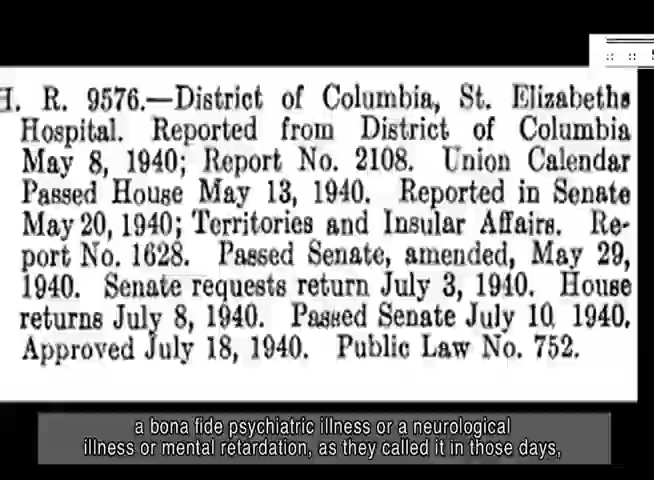 H. R. 9576.—District of Columbia, St. Elizabeths
Hospital. Reported from District of Columbia
May 8, 1940; Report No. 2108. Union Calendar
Passed House May 13, 1940. Reported in Senate
May 20, 1940; Territories and Insular Affairs. Re-
port No. 1628. Passed Senate, amended, May 29,
1940. Senate requests return July 3, 1940. House
returns July 8, 1940. Passed Senate July 10, 1940.
Approved July 18, 1940. Public Law No. 752.
a bona fide psychiatric illness or a neurological
illness or mental retardation, as they called it in those days,